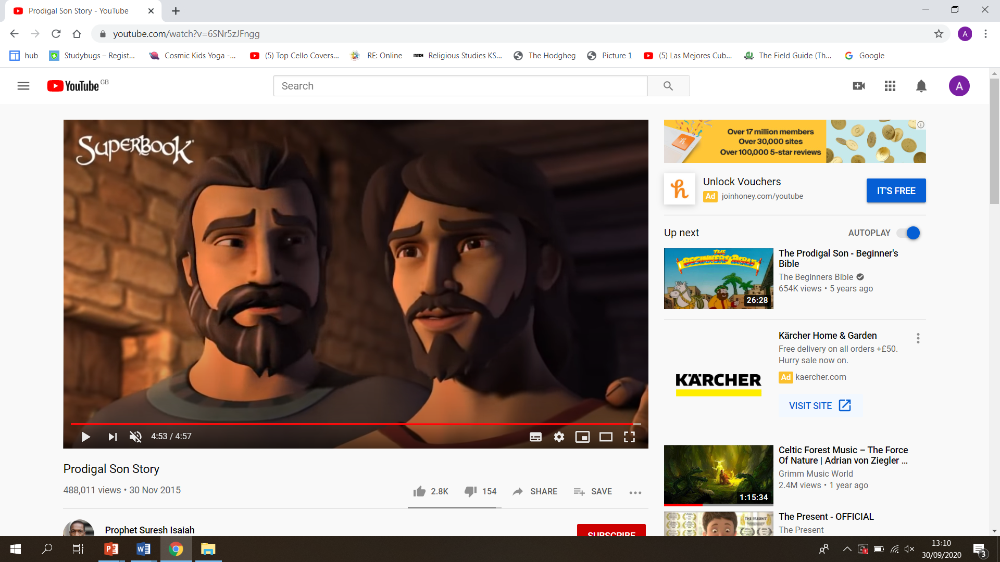 Prodigal Son Story - YouTube
youtube.com/watch?v=6SNr5zJFngg
A
hub
Studybugs – Regist...
Cosmic Kids Yoga -...
(5) Top Cello Covers...
RE: Online
BBC
Religious Studies KS...
The Hodgheg
Picture 1
(5) Las Mejores Cub...
The Field Guide (Th...
Google
YouTube GB
Search
A
SUPERBOOK
4:53 / 4:57
Prodigal Son Story
488,011 views • 30 Nov 2015
2.8K
154
SHARE
SAVE
Prophet Suresh Isaiah
SUBSCRIBE
Over 17 million members
Over 30,000 sites
Over 100,000 5-star reviews
h
Unlock Vouchers
Ad joinhoney.com/youtube
IT'S FREE
Up next
AUTOPLAY
THE
BEGINNERS BIBLE
26:28
The Prodigal Son - Beginner's
Bible
The Beginners Bible
654K views • 5 years ago
KÄRCHER
Kärcher Home & Garden
Free delivery on all orders +£50.
Hurry sale now on.
Ad kaercher.com
VISIT SITE
1:15:34
Celtic Forest Music – The Force
Of Nature | Adrian von Ziegler ...
Grimm Music World
2.4M views • 1 year ago
THE PRESENT
The Present - OFFICIAL
The Present
13:10
30/09/2020
3